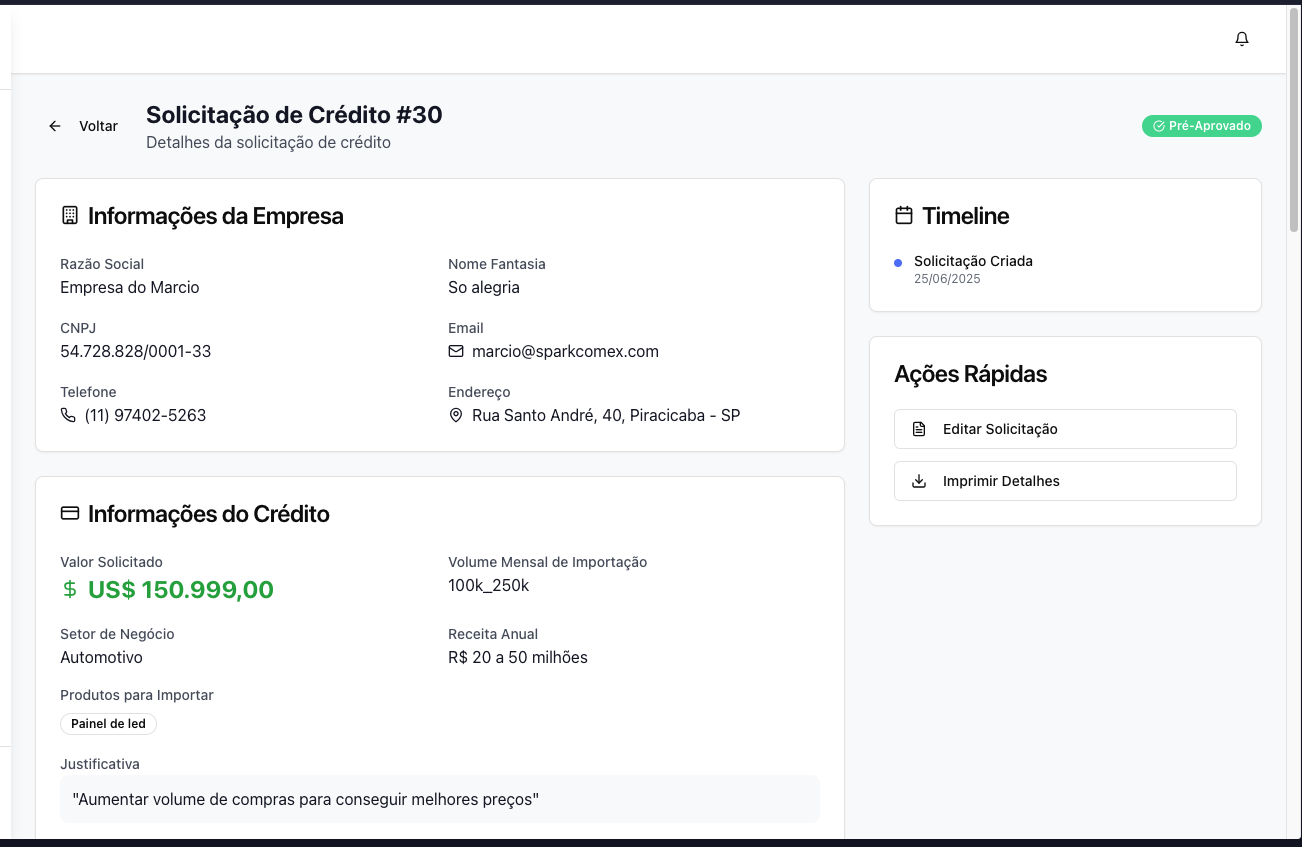 Voltar
Solicitação de Crédito #30
Detalhes da solicitação de crédito
Pré-Aprovado
Informações da Empresa
Razão Social
Empresa do Marcio
Nome Fantasia
So alegria
CNPJ
54.728.828/0001-33
Email
marcio@sparkcomex.com
Telefone
(11) 97402-5263
Endereço
Rua Santo André, 40, Piracicaba - SP
Informações do Crédito
Valor Solicitado
$ US$ 150.999,00
Volume Mensal de Importação
100k_250k
Setor de Negócio
Automotivo
Receita Anual
R$ 20 a 50 milhões
Produtos para Importar
Painel de led
Justificativa
"Aumentar volume de compras para conseguir melhores preços"
Timeline
Solicitação Criada
25/06/2025
Ações Rápidas
Editar Solicitação
Imprimir Detalhes